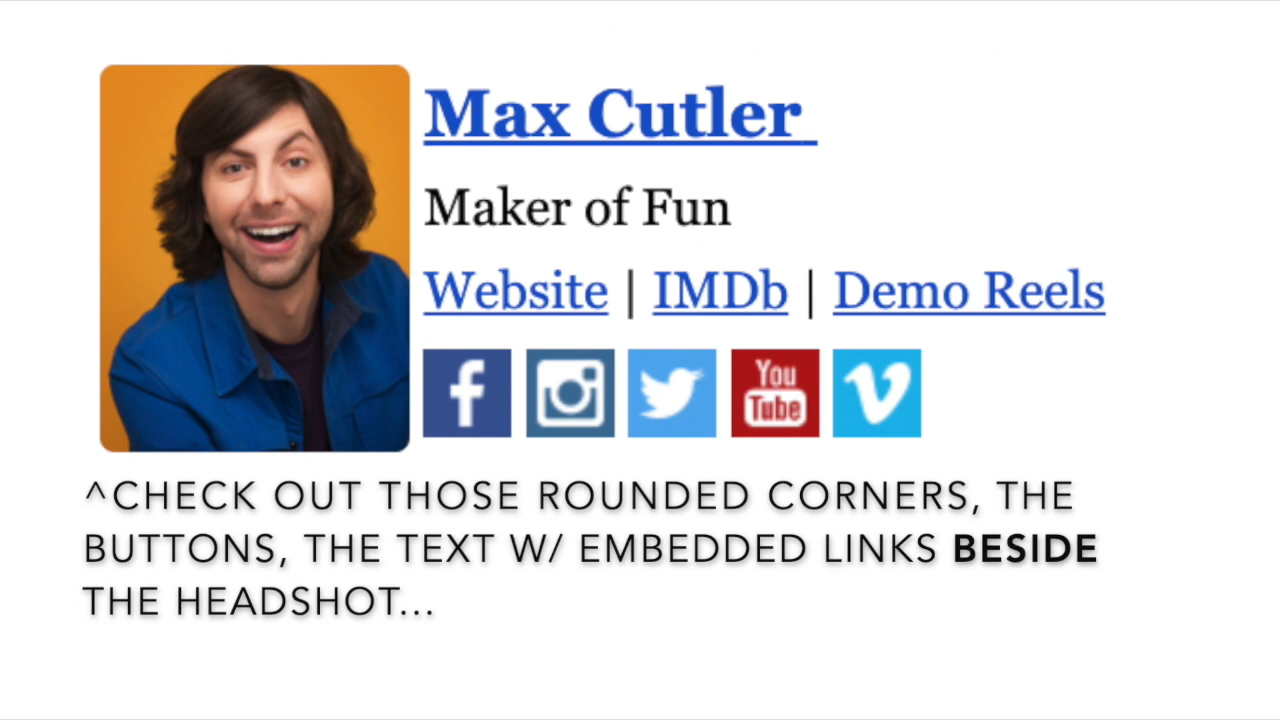 Max Cutler
Maker of Fun
Website | IMDb | Demo Reels
f You Tube v
^CHECK OUT THOSE ROUNDED CORNERS, THE
BUTTONS, THE TEXT W/ EMBEDDED LINKS BESIDE
THE HEADSHOT...